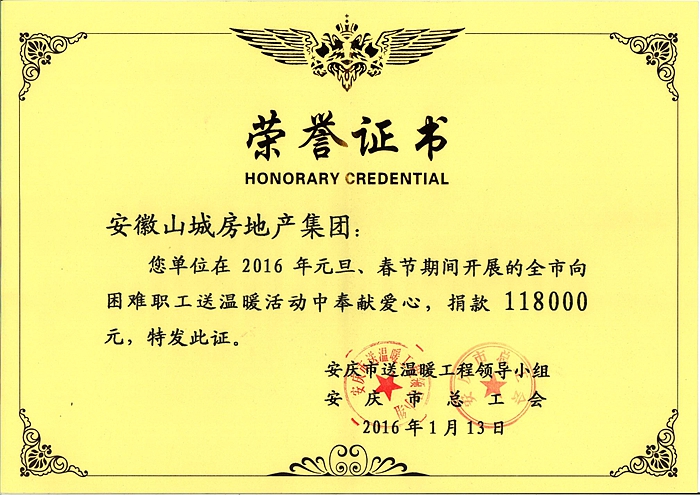 荣誉证书
HONORARY CREDENTIAL
安徽山城房地产集团：
您单位在 2016 年元旦、春节期间开展的全市向
困难职工送温暖活动中奉献爱心，捐款 118000
元，特发此证。
安庆市送温暖工程领导小组
安庆市总工会
2016 年 1 月 13 日